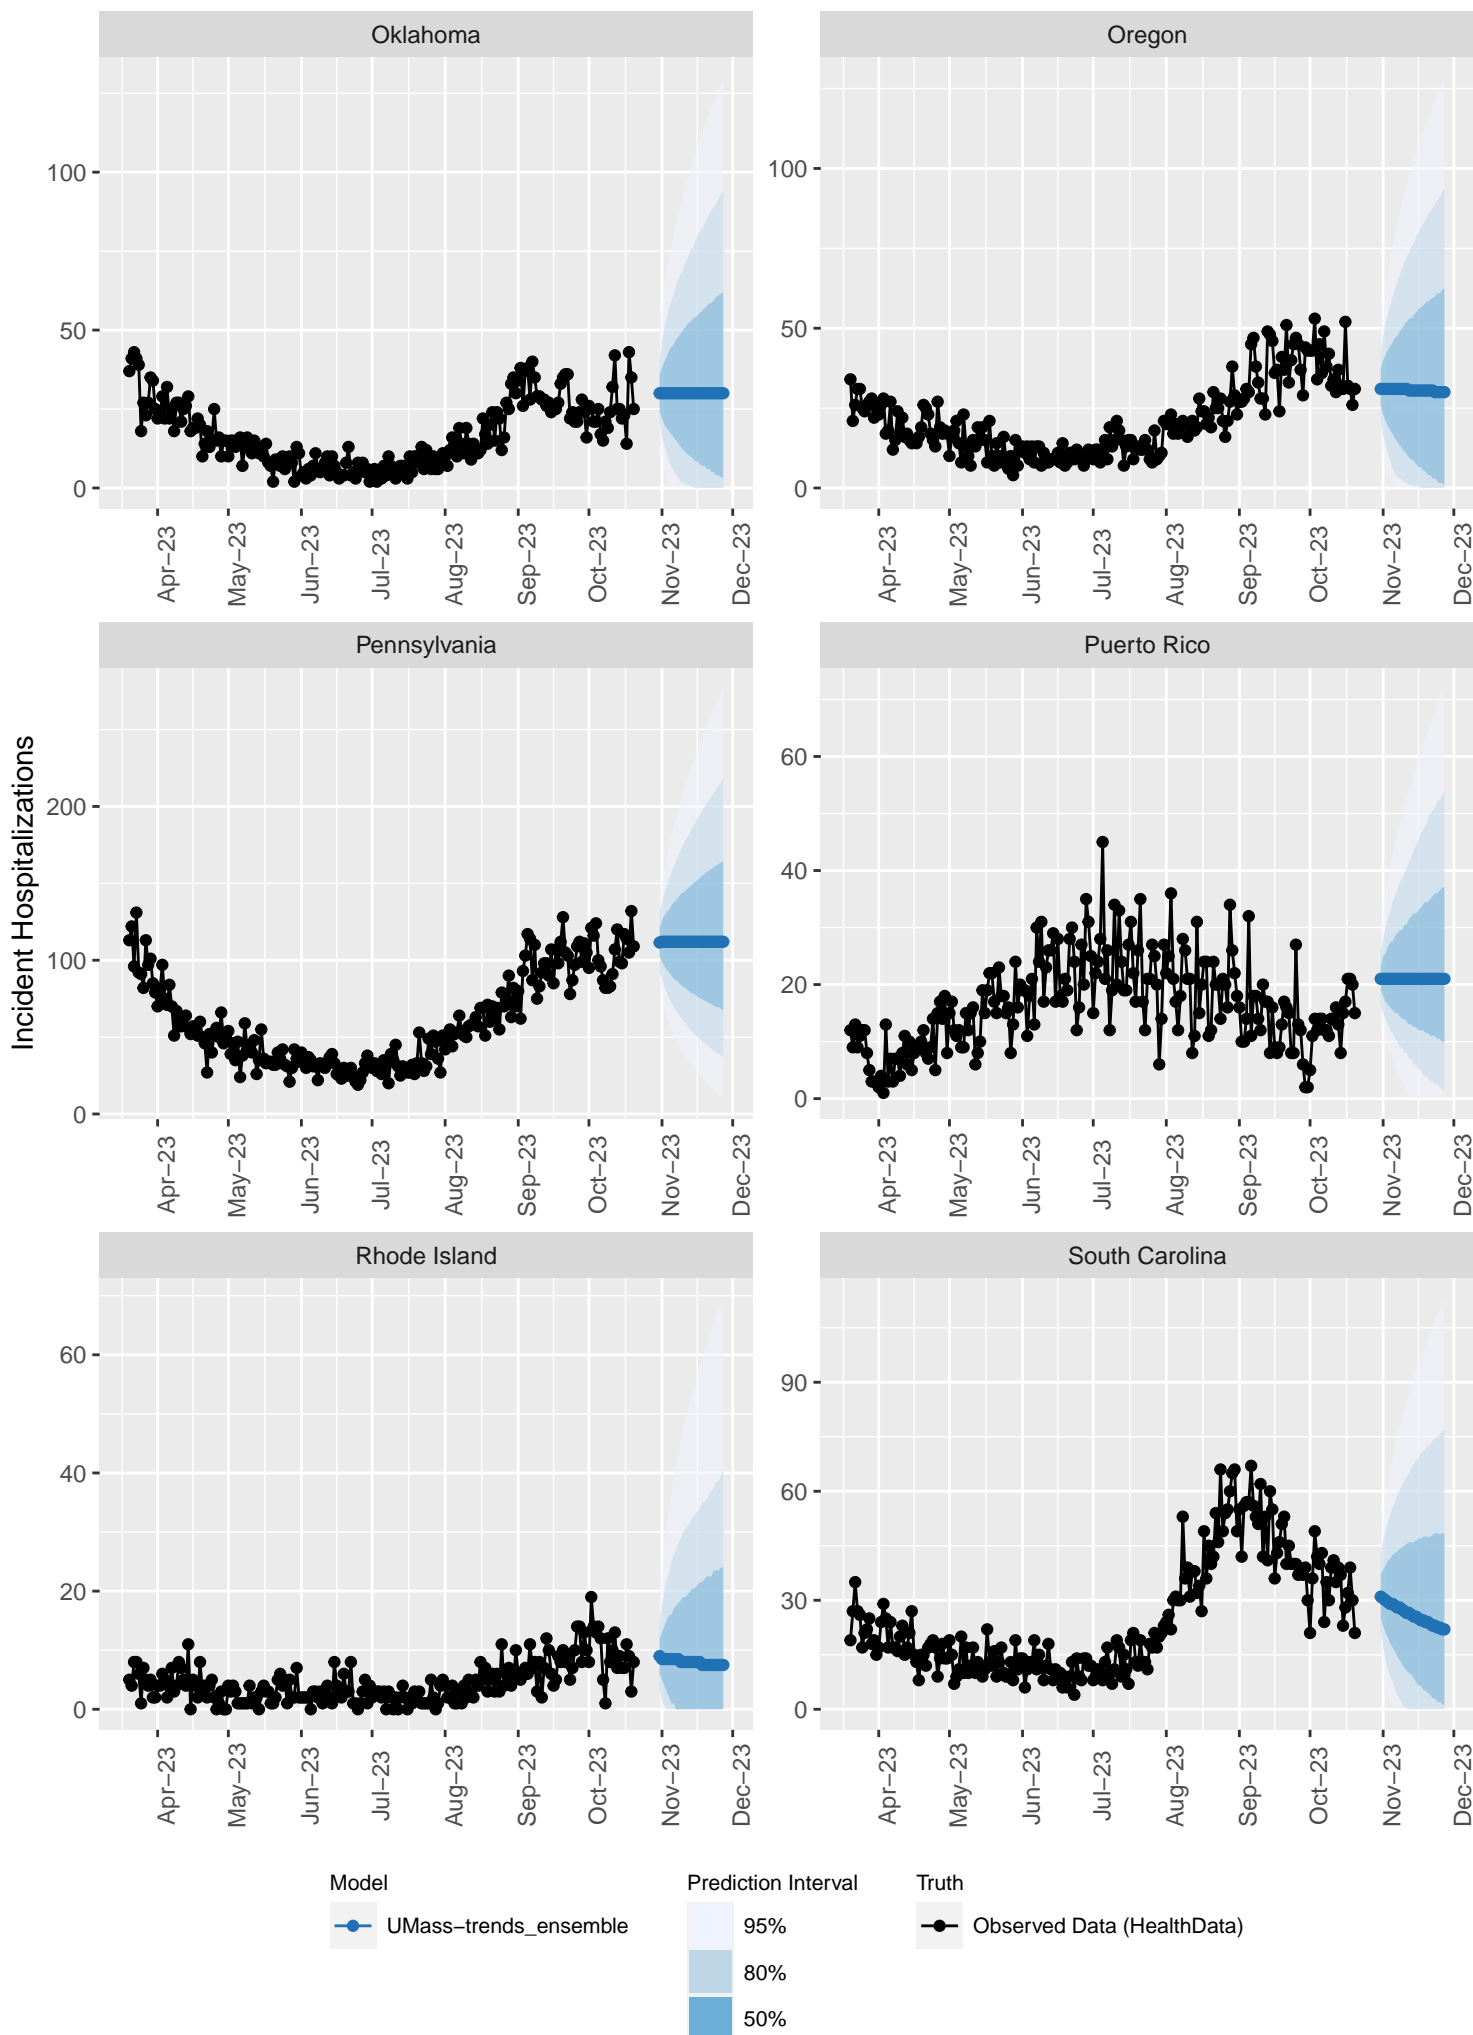 Oklahoma
Oregon
100
50
0
100
50
0
Apr−23
May−23
Jun−23
Jul−23
Aug−23
Sep−23
Oct−23
Nov−23
Dec−23
Apr−23
May−23
Jun−23
Jul−23
Aug−23
Sep−23
Oct−23
Nov−23
Dec−23
Incident Hospitalizations
Pennsylvania
Puerto Rico
200
100
0
60
40
20
0
Apr−23
May−23
Jun−23
Jul−23
Aug−23
Sep−23
Oct−23
Nov−23
Dec−23
Apr−23
May−23
Jun−23
Jul−23
Aug−23
Sep−23
Oct−23
Nov−23
Dec−23
Rhode Island
South Carolina
60
40
20
0
90
60
30
0
Apr−23
May−23
Jun−23
Jul−23
Aug−23
Sep−23
Oct−23
Nov−23
Dec−23
Apr−23
May−23
Jun−23
Jul−23
Aug−23
Sep−23
Oct−23
Nov−23
Dec−23
Model
UMass−trends_ensemble
Prediction Interval
95%
80%
50%
Truth
Observed Data (HealthData)